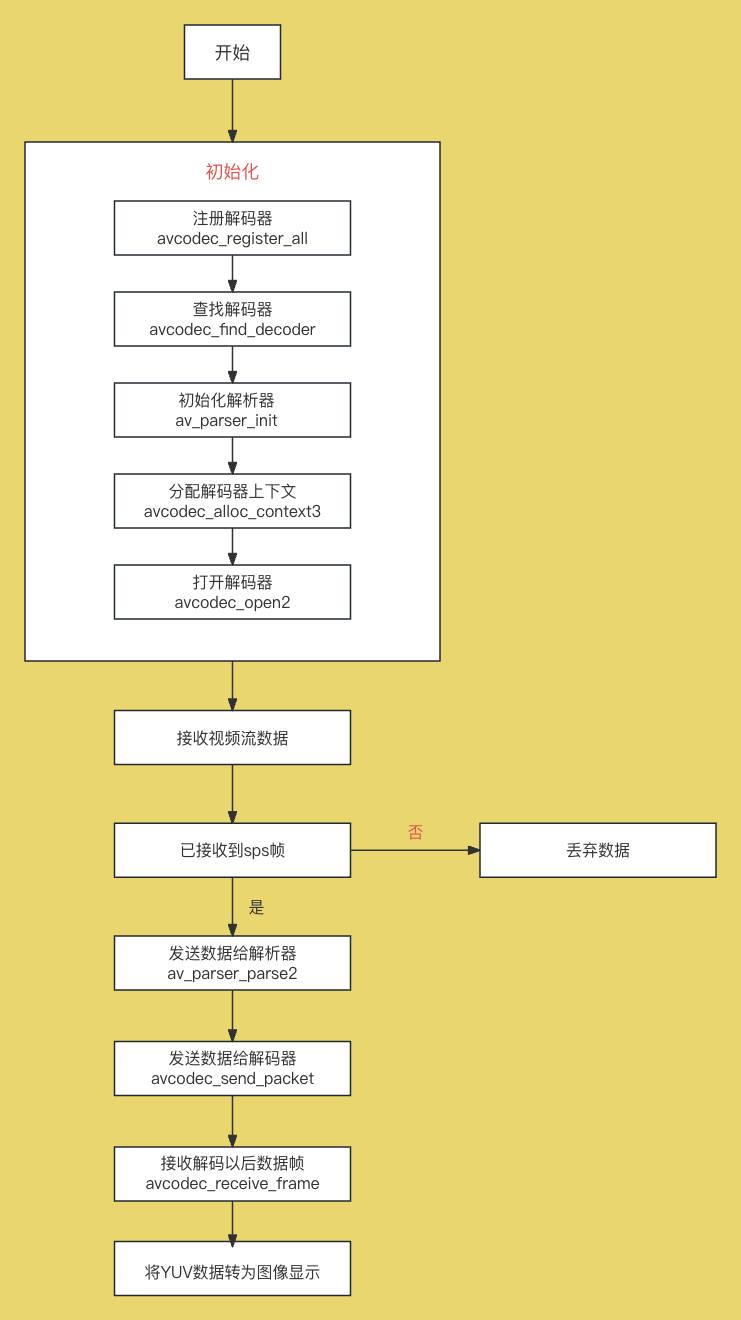 开始
初始化
注册解码器
avcodec_register_all
查找解码器
avcodec_find_decoder
初始化解析器
av_parser_init
分配解码器上下文
avcodec_alloc_context3
打开解码器
avcodec_open2
接收视频流数据
已接收到sps帧
否
丢弃数据
是
发送数据给解析器
av_parser_parse2
发送数据给解码器
avcodec_send_packet
接收解码以后数据帧
avcodec_receive_frame
将YUV数据转为图像显示